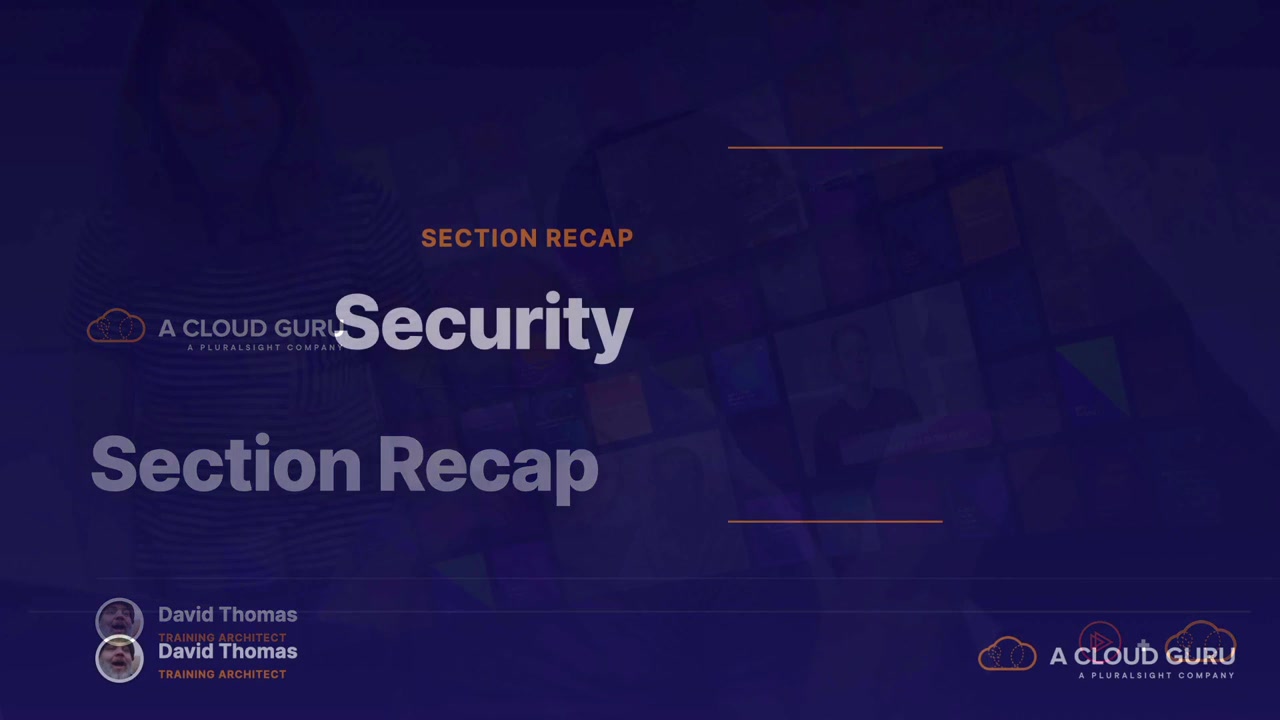 SECTION RECAP
Security
A CLOUD GURU
A PLURALSIGHT COMPANY
Section Recap
David Thomas
TRAINING ARCHITECT
David Thomas
TRAINING ARCHITECT
A CLOUD GURU
A PLURALSIGHT COMPANY